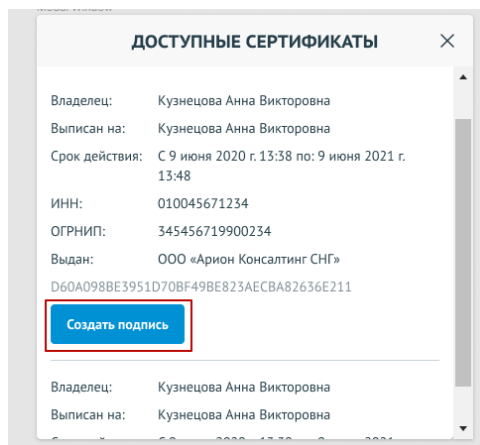 ДОСТУПНЫЕ СЕРТИФИКАТЫ
Владелец: Кузнецова Анна Викторовна
Выписан на: Кузнецова Анна Викторовна
Срок действия: С 9 июня 2020 г. 13:38 по: 9 июня 2021 г.
13:48
ИНН: 010045671234
ОГРНИП: 345456719900234
Выдан: ООО «Арион Консалтинг СНГ»
D60A098BE3951D70BF49BE823AECBA82636E211
Создать подпись
Владелец: Кузнецова Анна Викторовна
Выписан на: Кузнецова Анна Викторовна